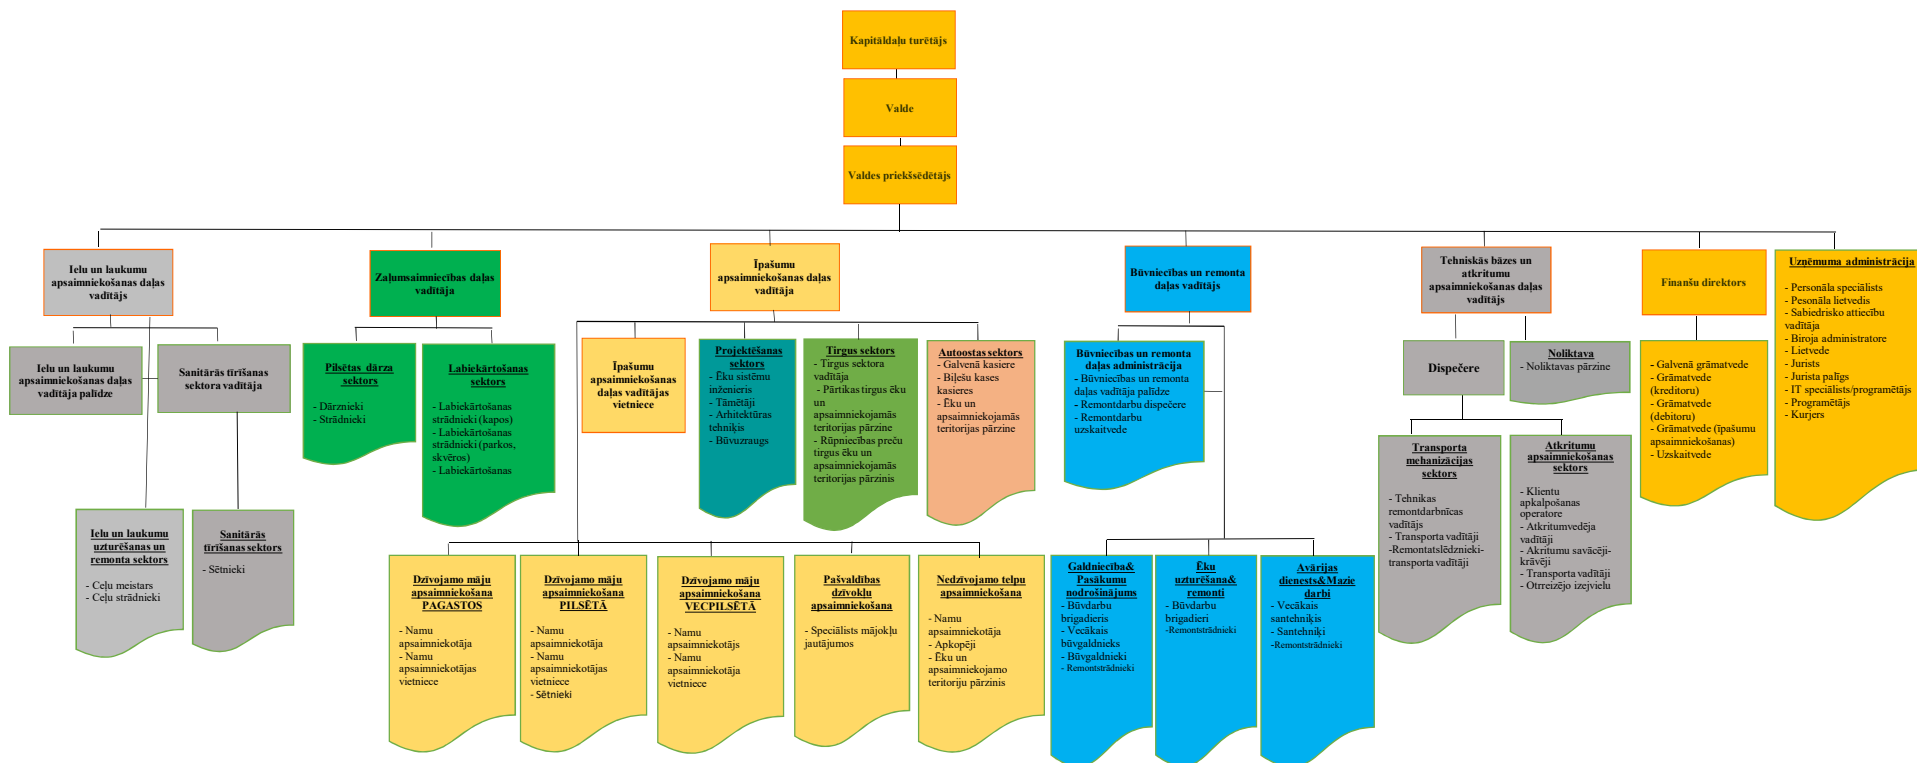 Kapitāldaļu turētājs
Valde
Valdes priekšsēdētājs
Ielu un laukumu
apsaimniekošanas daļas
vadītājs
Zaļumsaimniecības daļas
vadītāja
Īpašumu
apsaimniekošanas daļas
vadītāja
Būvniecības un remonta
daļas vadītājs
Tehniskās bāzes un
atkritumu
apsaimniekošanas daļas
vadītājs
Finanšu direktors
Uzņēmuma administrācija
- Personāla speciālists
- Pesonāla lietvedis
- Sabiedrisko attiecību
vadītāja
- Biroja administratore
- Lietvede
- Jurists
- Jurista palīgs
- IT speciālists/programētājs
- Programētājs
- Kurjers
Ielu un laukumu
apsaimniekošanas daļas
vadītāja palīdze
Sanitārās tīrīšanas
sektora vadītāja
Pilsētas dārza
sektors
- Dārznieki
- Strādnieki
Labiekārtošanas
sektors
- Labiekārtošanas
strādnieki (kapos)
- Labiekārtošanas
strādnieki (parkos,
skvēros)
- Labiekārtošanas
Īpašumu
apsaimniekošanas
daļas vadītājas
vietniece
Projektēšanas
sektors
- Ēku sistēmu
inženieris
- Tāmētāji
- Arhitektūras
tehniķis
- Būvuzraugs
Tirgus sektors
- Tirgus sektora
vadītāja
- Pārtikas tirgus ēku
un
apsaimniekojamās
teritorijas pārzine
- Rūpniecības preču
tirgus ēku un
apsaimniekojamās
teritorijas pārzinis
Autoostas sektors
- Galvenā kasiere
- Biļešu kases
kasieres
- Ēku un
apsaimniekojamās
teritorijas pārzine
Būvniecības un remonta
daļas administrācija
- Būvniecības un remonta
daļas vadītāja palīdze
- Remontdarbu dispečere
- Remontdarbu
uzskaitvede
Dispečere
Noliktava
- Noliktavas pārzine
- Galvenā grāmatvede
- Grāmatvede
(kreditoru)
- Grāmatvede
(debitoru)
- Grāmatvede (īpašumu
apsaimniekošanas)
- Uzskaitvede
Transporta
mehanizācijas
sektors
- Tehnikas
remontdarbnīcas
vadītājs
- Transporta vadītāji
-Remontatslēdznieki-
transporta vadītāji
Atkritumu
apsaimniekošanas
sektors
- Klientu
apkalpošanas
operatore
- Atkritumvedēja
vadītāji
- Akritumu savācēji-
krāvēji
- Transporta vadītāji
- Otrreizējo izejvielu
Ielu un laukumu
uzturēšanas un
remonta sektors
- Ceļu meistars
- Ceļu strādnieki
Sanitārās
tīrīšanas sektors
- Sētnieki
Dzīvojamo māju
apsaimniekošana
PAGASTOS
- Namu
apsaimniekotāja
- Namu
apsaimniekotājas
vietniece
Dzīvojamo māju
apsaimniekošana
PILSĒTĀ
- Namu
apsaimniekotāja
- Namu
apsaimniekotājas
vietniece
- Sētnieki
Dzīvojamo māju
apsaimniekošana
VECPILSĒTĀ
- Namu
apsaimniekotājs
- Namu
apsaimniekotāja
vietniece
Pašvaldības
dzīvokļu
apsaimniekošana
- Speciālists mājokļu
jautājumos
Nedzīvojamo telpu
apsaimniekošana
- Namu
apsaimniekotāja
- Apkopēji
- Ēku un
apsaimniekojamo
teritoriju pārzinis
Galdniecība&
Pasākumu
nodrošinājums
- Būvdarbu
brigadieris
- Vecākais
būvgaldnieks
- Būvgaldnieki
- Remontstrādnieki
Ēku
uzturēšana&
remonti
- Būvdarbu
brigadieri
-Remontstrādnieki
Avārijas
dienests&Mazie
darbi
- Vecākais
santehniķis
- Santehniķi
-Remontstrādnieki